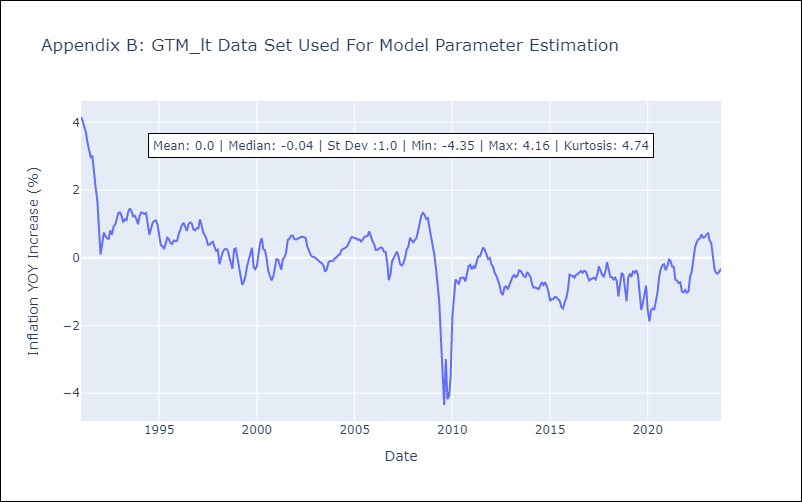 Appendix B: GTM_lt Data Set Used For Model Parameter Estimation
Mean: 0.0 | Median: -0.04 | St Dev :1.0 | Min: -4.35 | Max: 4.16 | Kurtosis: 4.74
Inflation YOY Increase (%)
4
2
0
−2
−4
1995 2000 2005 2010 2015 2020
Date